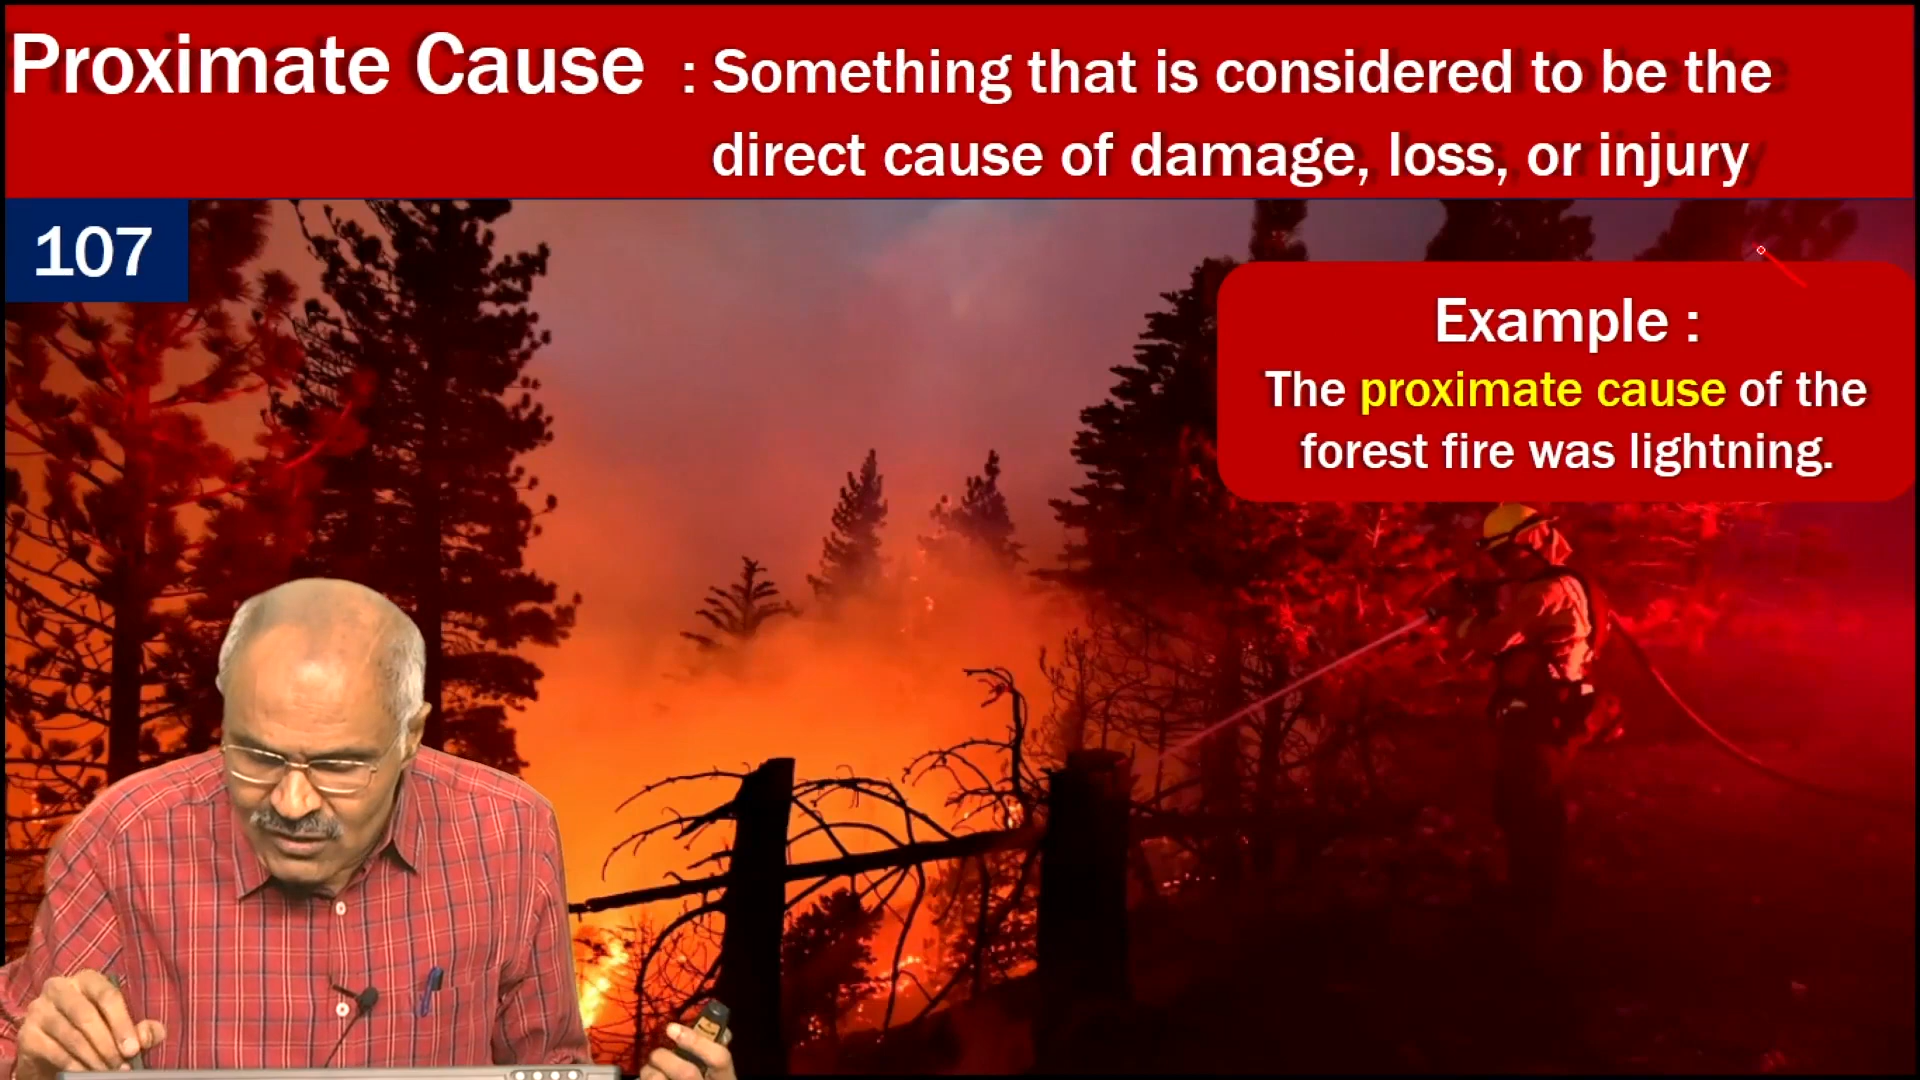 Proximate Cause : Something that is considered to be the
direct cause of damage, loss, or injury
107
Example :
The proximate cause of the
forest fire was lightning.